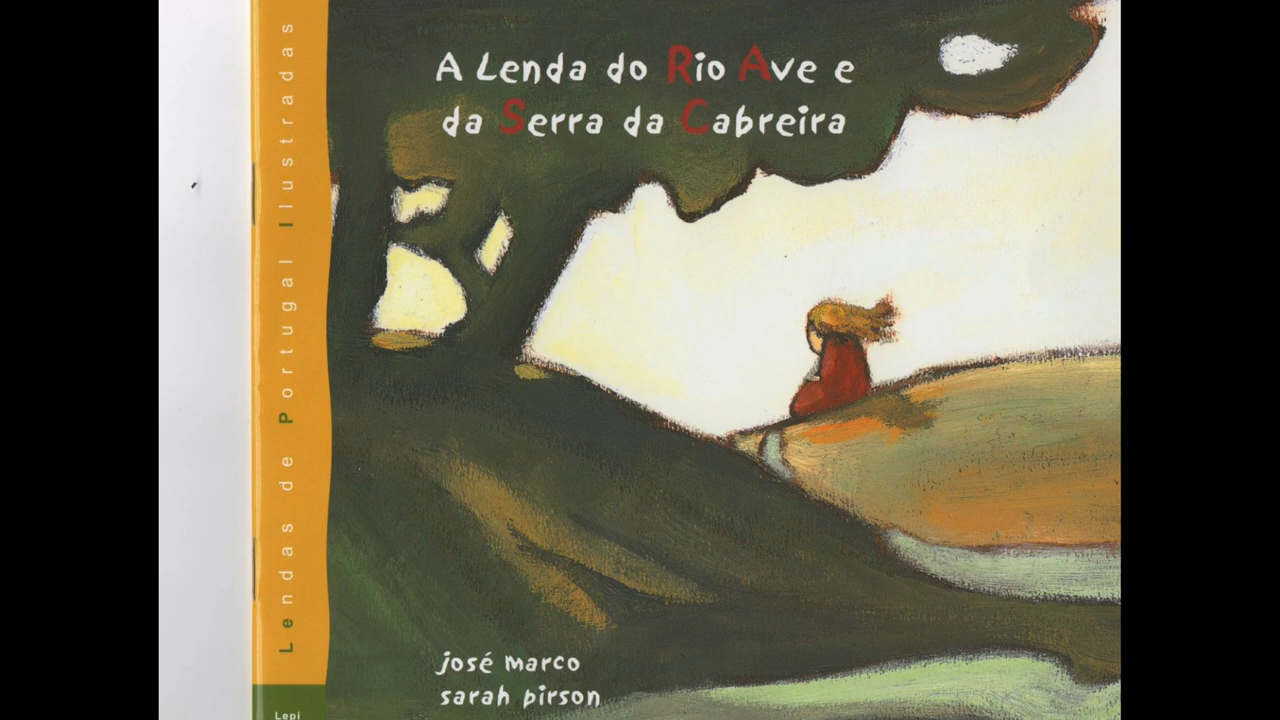 A Lenda do Rio Ave e
da Serra da Cabreira
Lendas de Portugal Ilustradas
josé marco
sarah pirson
Lepi